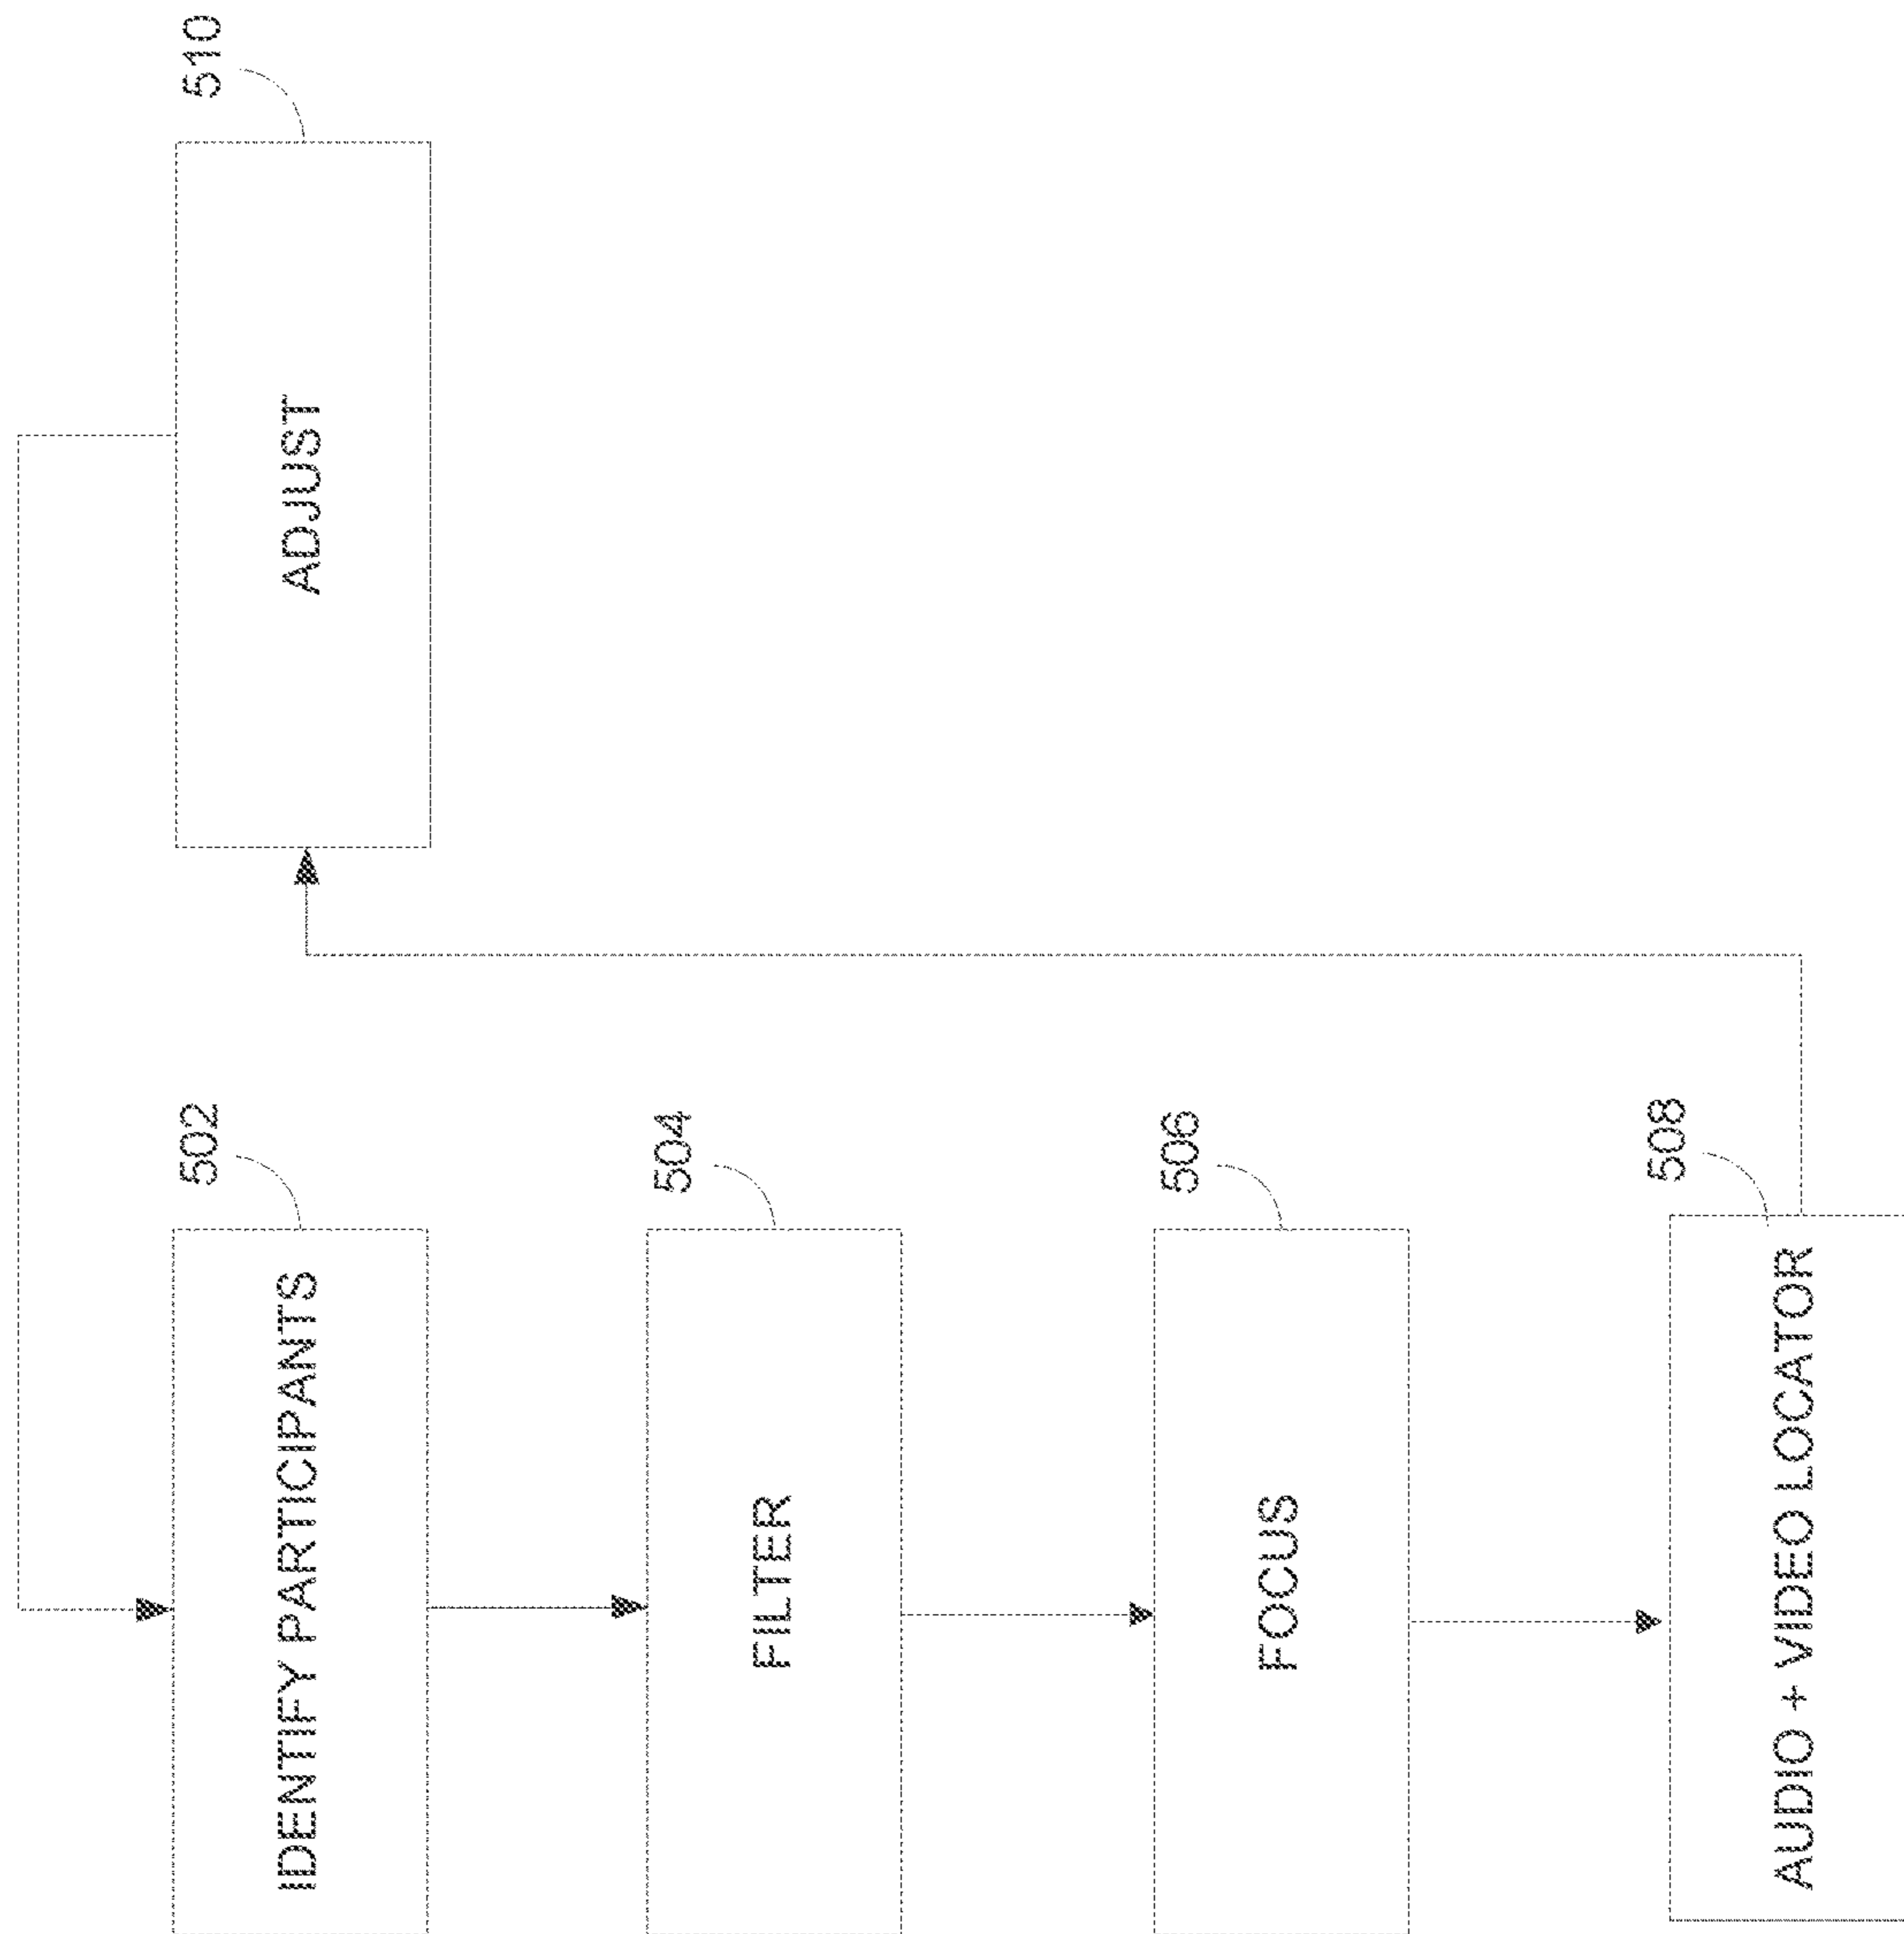 502
IDENTIFY PARTICIPANTS
504
FILTER
506
FOCUS
508
AUDIO + VIDEO LOCATOR
510
ADJUST